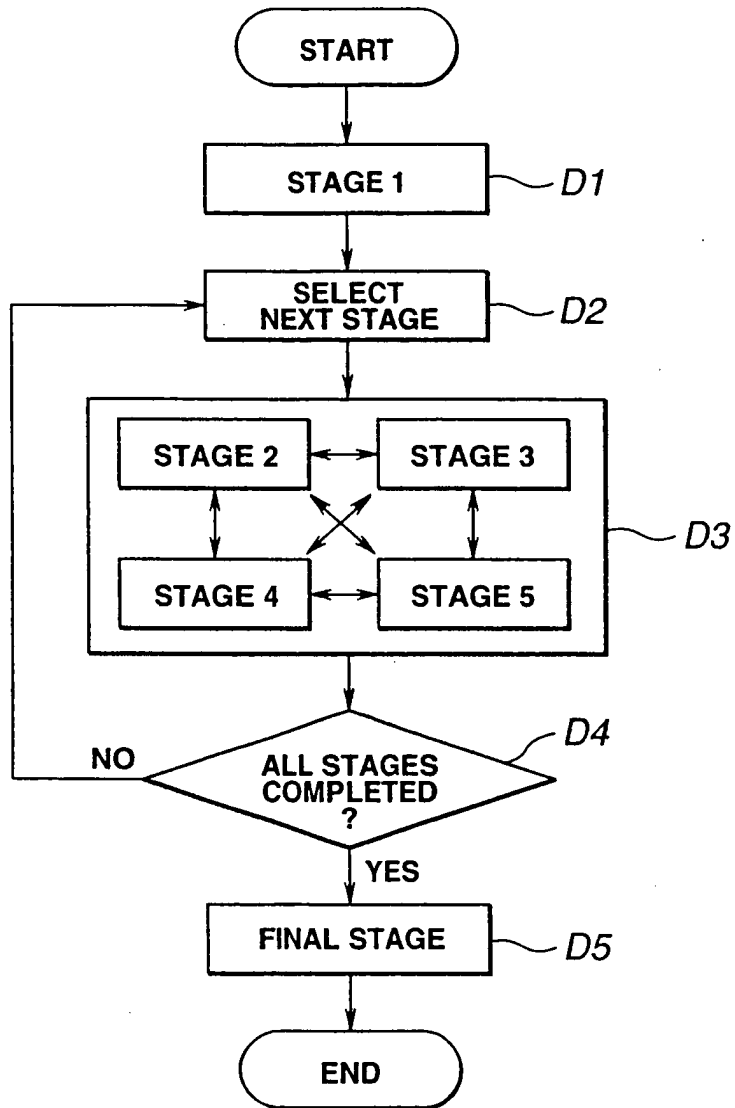 START
STAGE 1
D1
SELECT
NEXT STAGE
D2
STAGE 2
STAGE 3
STAGE 4
STAGE 5
D3
D4
NO
ALL STAGES
COMPLETED
?
YES
FINAL STAGE
D5
END